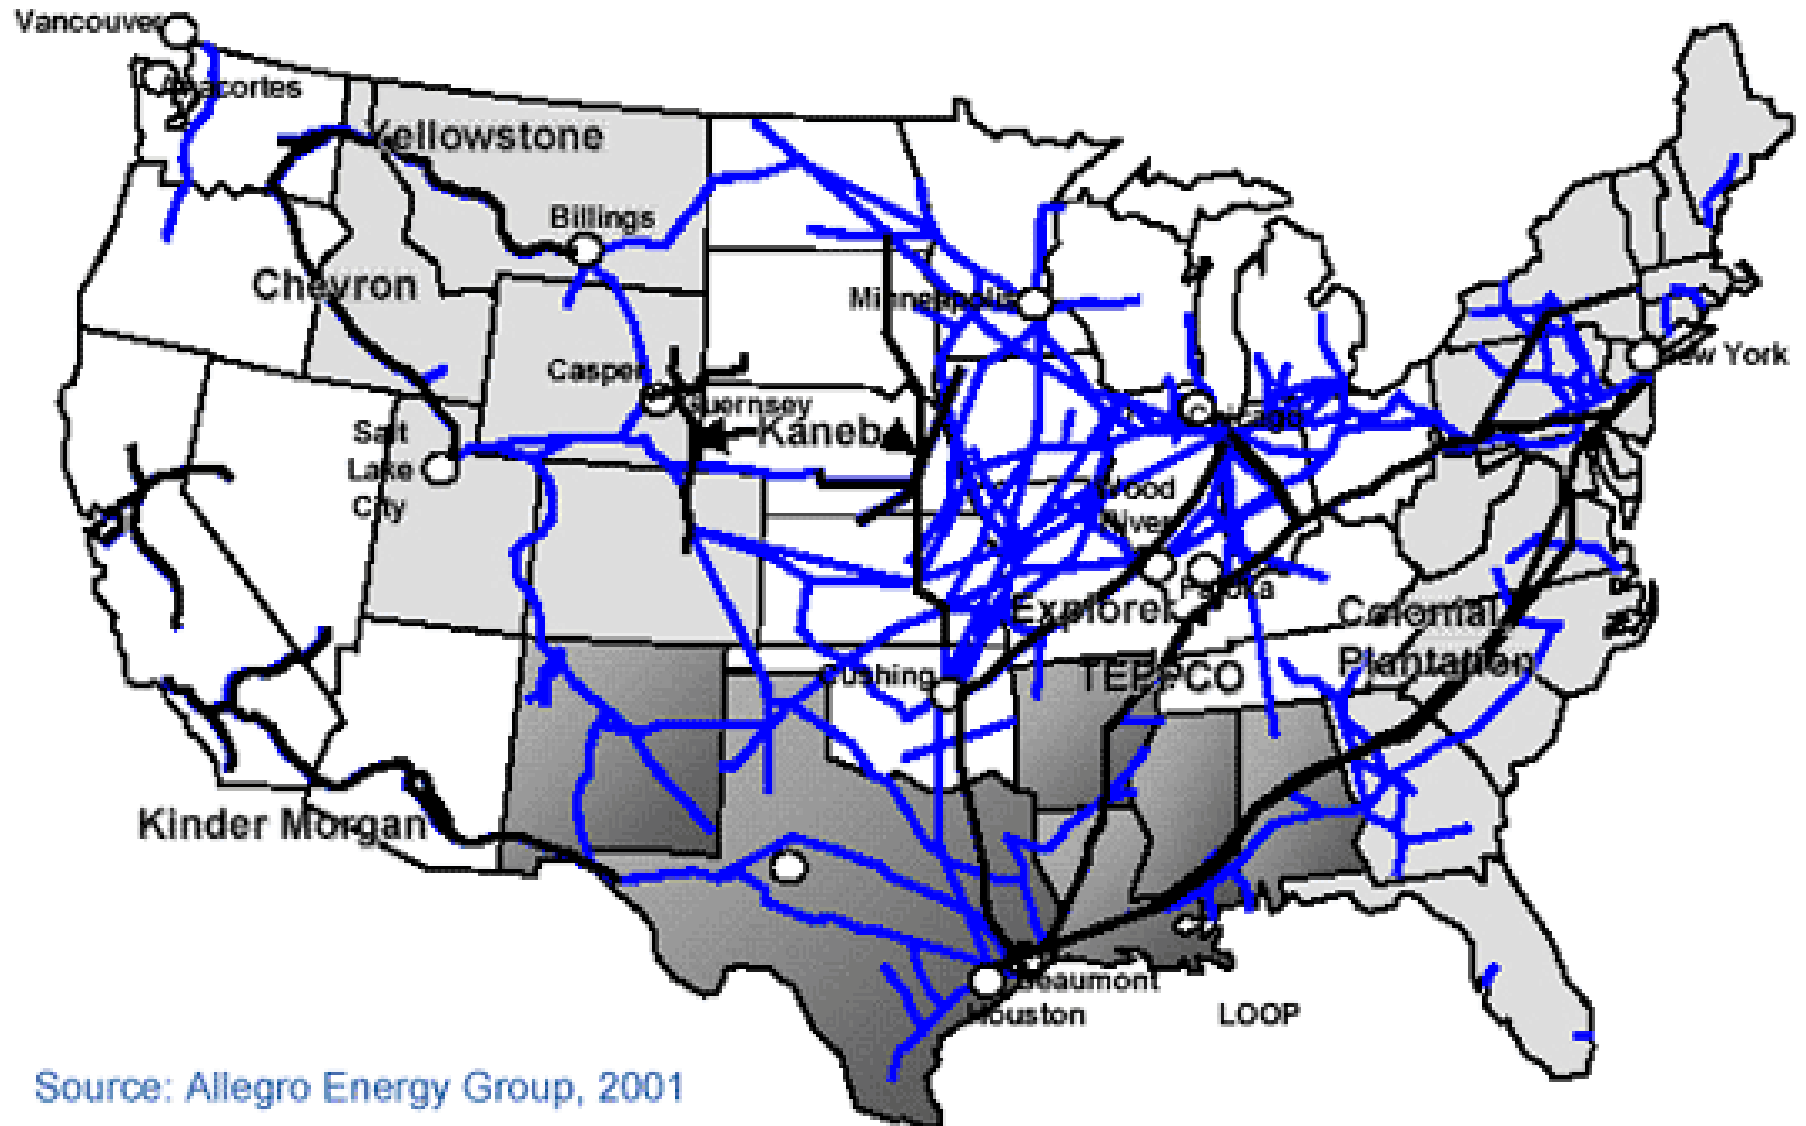 Vancouver
Anacortes
Yellowstone
Billings
Chevron
Minneapolis
Casper
New York
Guernsey
Chicago
Salt
Lake
City
Kaneb
Wood
River
Patoka
Explorer
Colonial
Plantation
Cushing
TEPPCO
Kinder Morgan
Beaumont
Houston
LOOP
Source: Allegro Energy Group, 2001